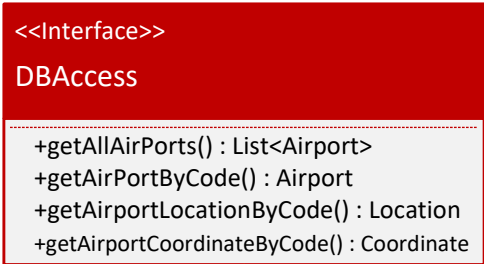 <<Interface>>
DBAccess
+getAllAirPorts() : List<Airport>
+getAirPortByCode() : Airport
+getAirportLocationByCode() : Location
+getAirportCoordinateByCode() : Coordinate